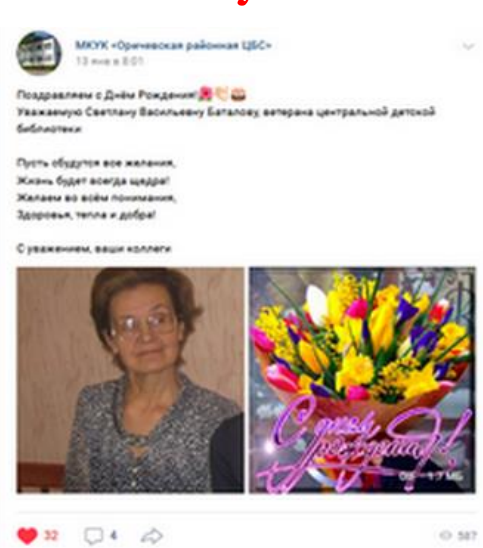 МКУК «Оричевская районная ЦБС»
13 янв в 8:01
Поздравляем с Днём Рождения!
Уважаемую Светлану Васильевну Баталову, ветерана центральной детской
библиотеки
Пусть сбудутся все желания,
Жизнь будет всегда щедра!
Желаем во всём понимания,
Здоровья, тепла и добра!
С уважением, ваши коллеги
С днём
рождения!
32
4
587